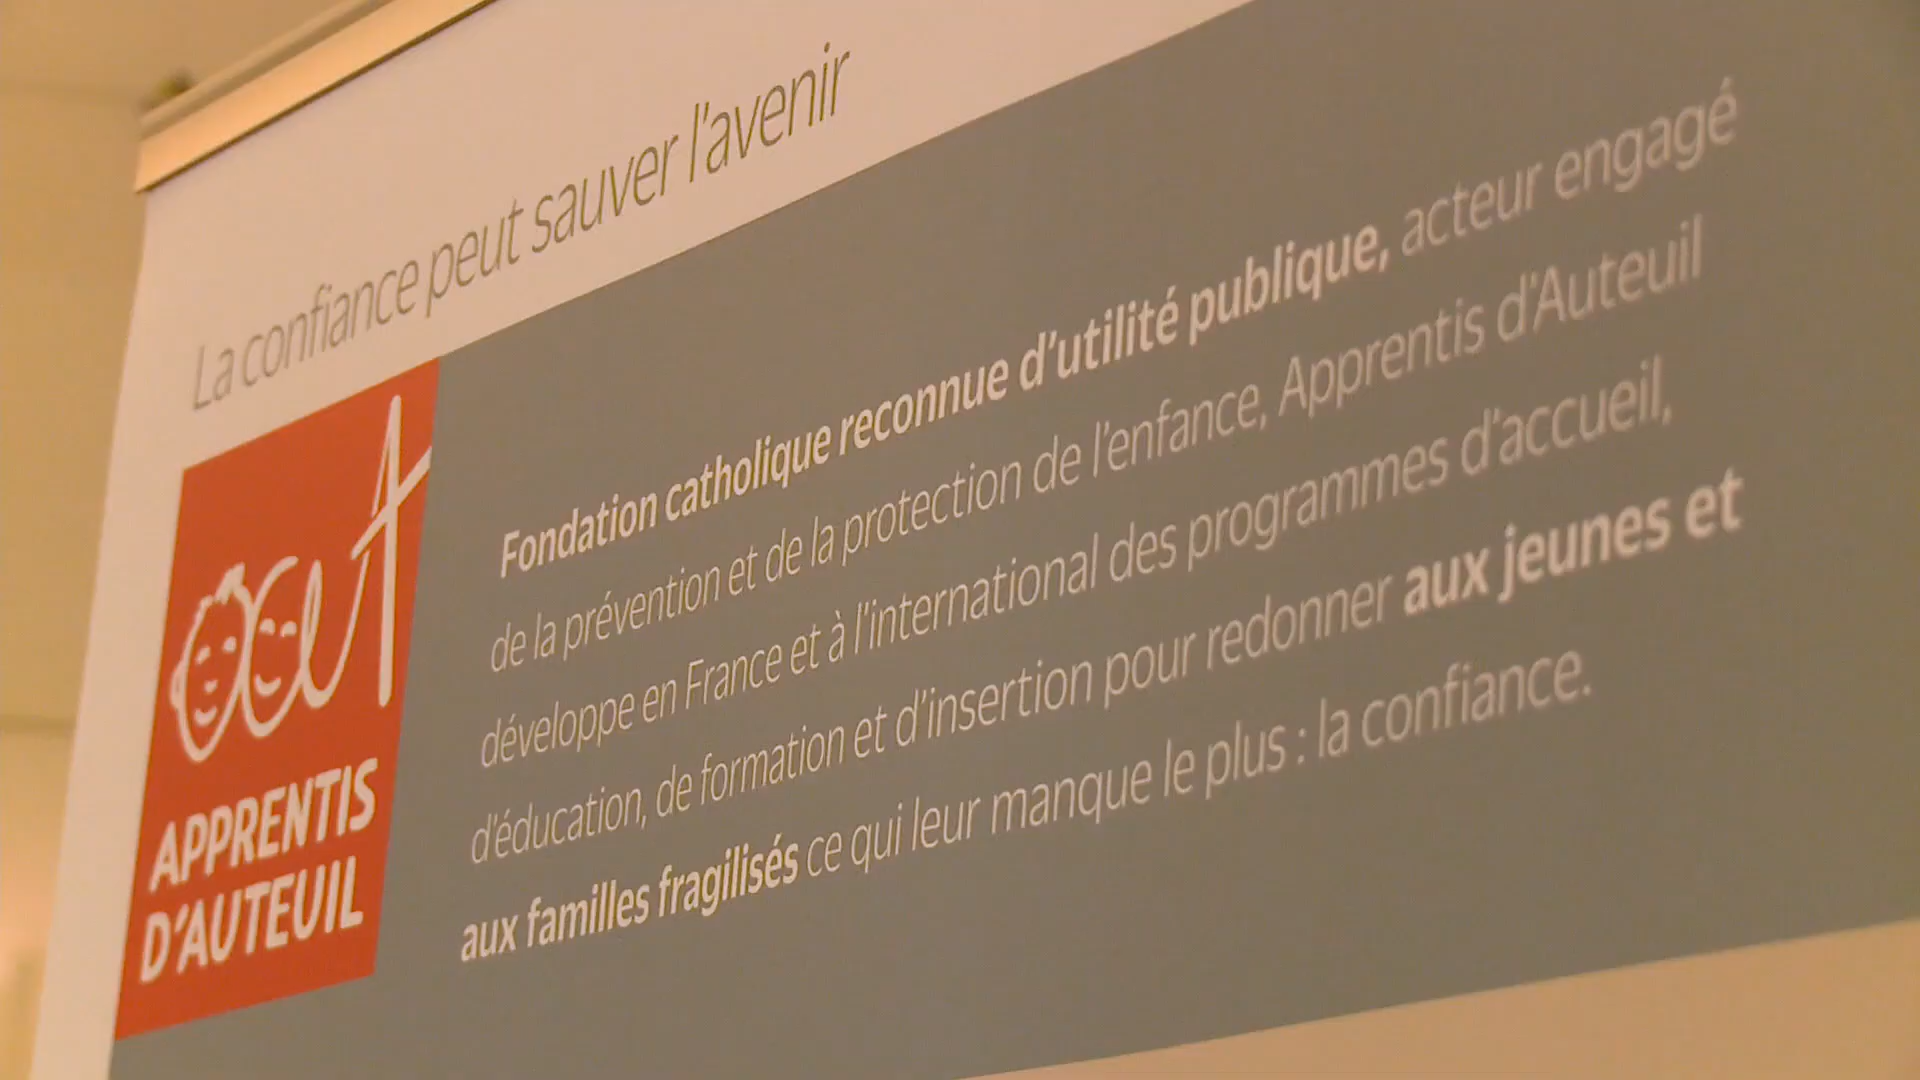 La confiance peut sauver l'avenir
APPRENTIS
D'AUTEUIL
Fondation catholique reconnue d'utilité publique, acteur engagé
de la prévention et de la protection de l'enfance, Apprentis d'Auteuil
développe en France et à l'international des programmes d'accueil,
d'éducation, de formation et d'insertion pour redonner aux jeunes et
aux familles fragilisés ce qui leur manque le plus : la confiance.